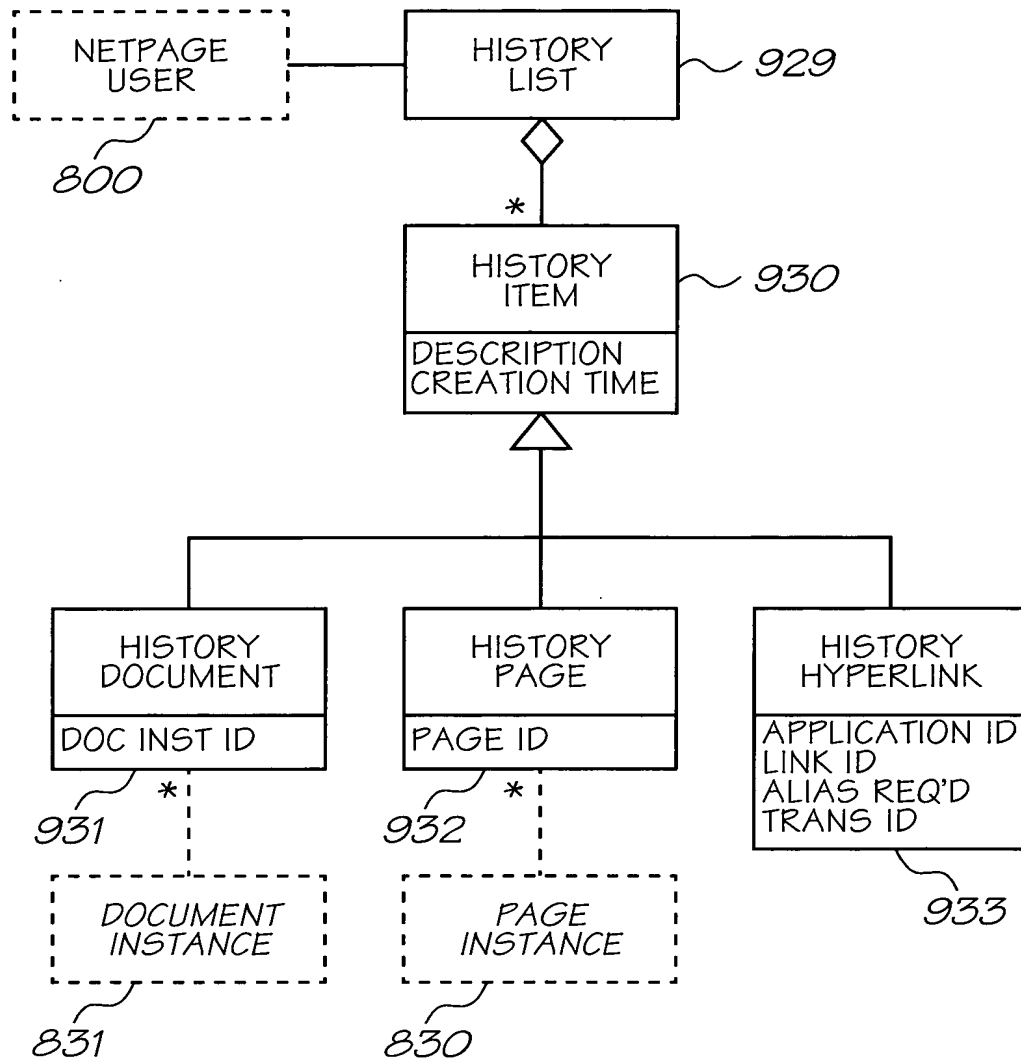 NETPAGE
USER
800
HISTORY
LIST
929
*
HISTORY
ITEM
930
DESCRIPTION
CREATION TIME
HISTORY
DOCUMENT
DOC INST ID
931
*
HISTORY
PAGE
PAGE ID
932
*
HISTORY
HYPERLINK
APPLICATION ID
LINK ID
ALIAS REQ'D
TRANS ID
933
DOCUMENT
INSTANCE
831
PAGE
INSTANCE
830